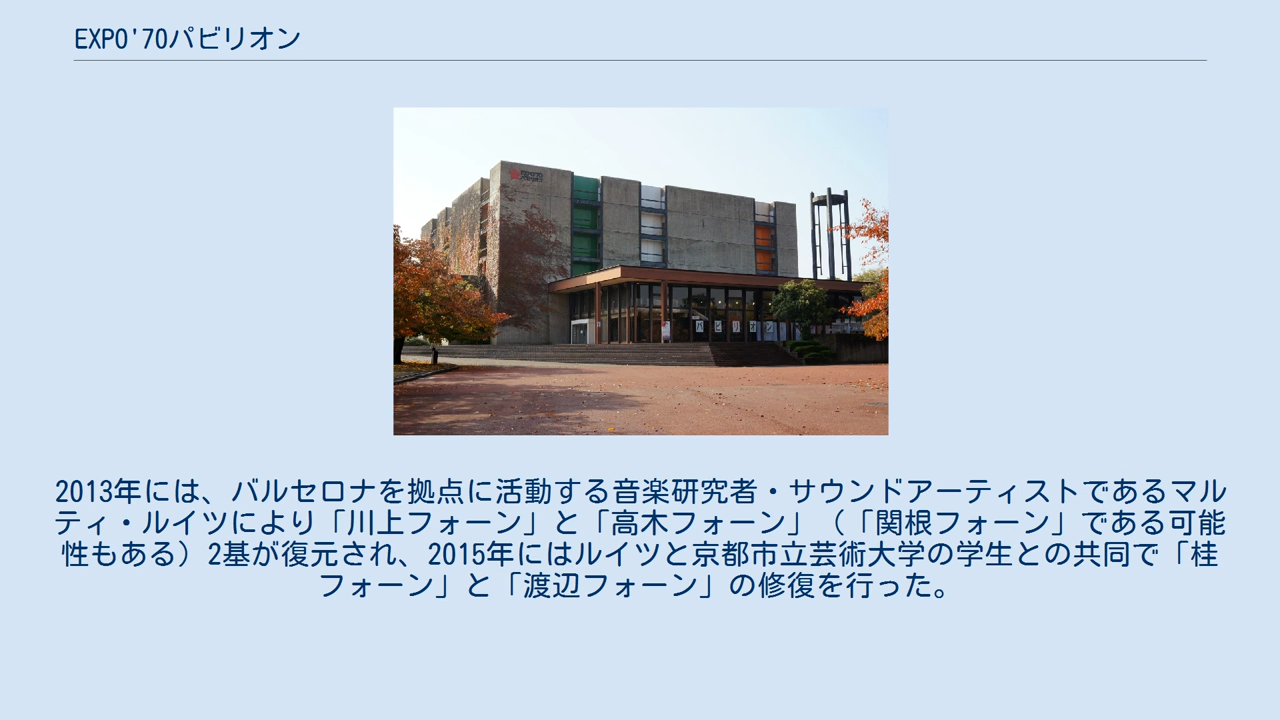 EXPO'70パビリオン
EXPO'70
パビリオン
2013年には、バルセロナを拠点に活動する音楽研究者・サウンドアーティストであるマル
ティ・ルイツにより「川上フォーン」と「高木フォーン」（「関根フォーン」である可能
性もある）2基が復元され、2015年にはルイツと京都市立芸術大学の学生との共同で「桂
フォーン」と「渡辺フォーン」の修復を行った。